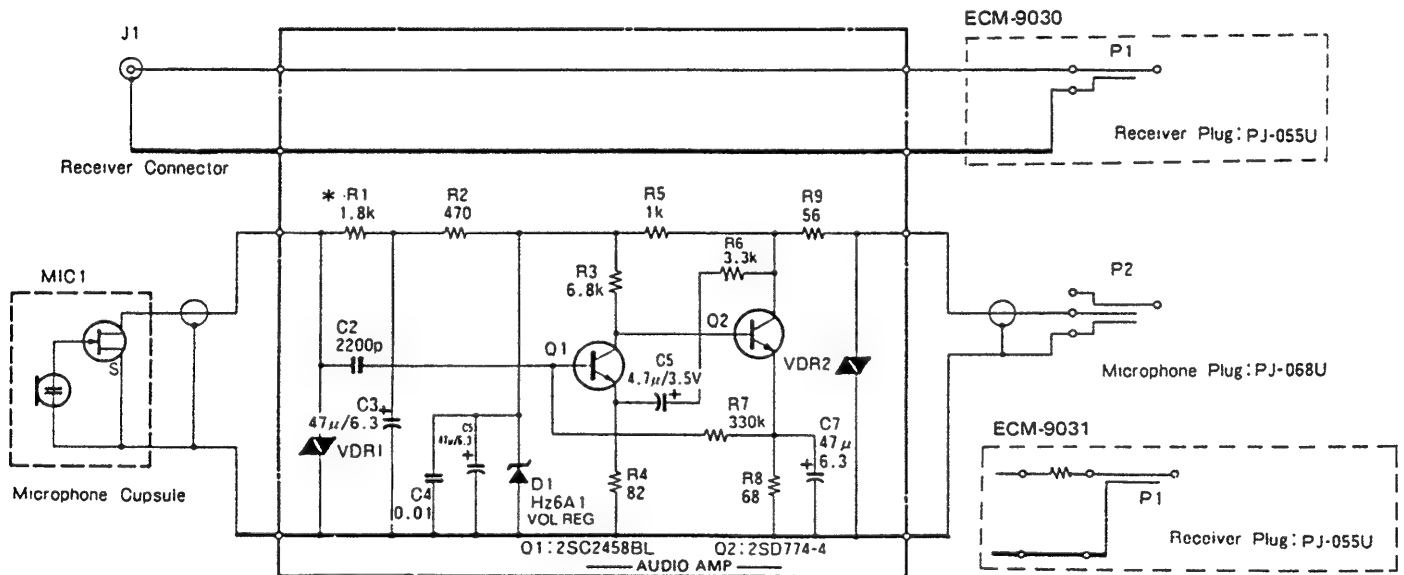 ECM-9030
J1
P1
Receiver Plug: PJ-055U
Receiver Connector
* R1
1.8k
R2
470
R5
1k
R9
56
R6
3.3k
MIC1
R3
6.8k
P2
C2
2200p
Q1
Q2
S
C5
4.7μ/3.5V
VDR2
Microphone Plug: PJ-068U
C3
47μ/6.3
VDR1
C5
47μ/6.3
R7
330k
C7
47μ
6.3
ECM-9031
Microphone Cupsule
C4
0.01
D1
Hz6A1
VOL REG
R4
82
R8
68
P1
Receiver Plug: PJ-055U
Q1:2SC2458BL
Q2:2SD774-4
AUDIO AMP